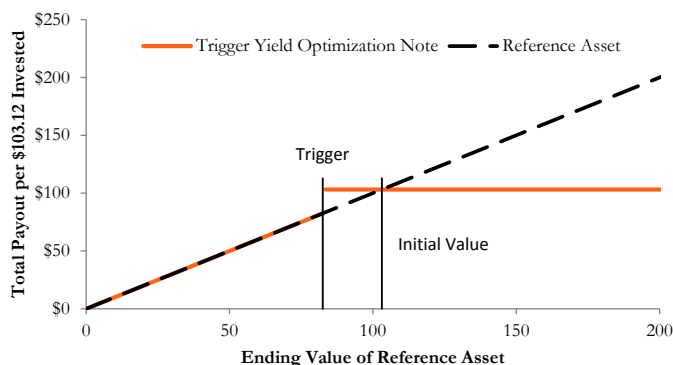 $250
Trigger Yield Optimization Note
Reference Asset
$200
$150
Trigger
$100
Initial Value
$50
$0
0
50
100
150
200
Total Payout per $103.12 Invested
Ending Value of Reference Asset